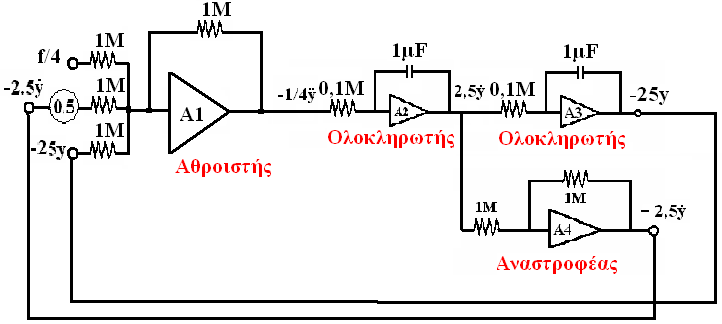 1M
f/4
1M
1μF
1μF
-2.5ẏ
0.5
1M
-1/4ÿ
0,1M
2,5ẏ
0,1M
-25y
A1
A2
A3
-25y
1M
Αθροιστής
Ολοκληρωτής
Ολοκληρωτής
1M
1M
A4
- 2,5ẏ
Αναστροφέας